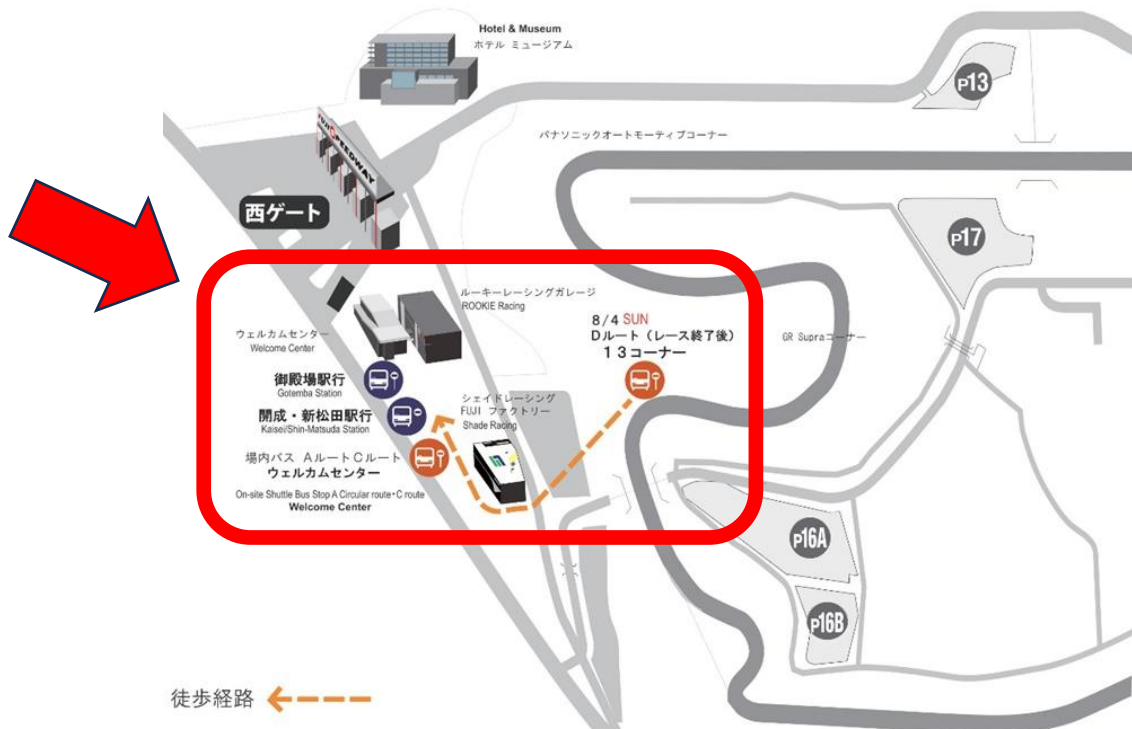 Hotel & Museum
ホテル ミュージアム
P13
FUJI SPEEDWAY
パナソニックオートモーティブコーナー
西ゲート
P17
ルーキーレーシングガレージ
ROOKIE Racing
8/4 SUN
Dルート（レース終了後）
１３コーナー
GR Supraコーナー
ウェルカムセンター
Welcome Center
御殿場駅行
Gotemba Station
シェイドレーシング
FUJI ファクトリー
Shade Racing
開成・新松田駅行
Kaisei/Shin-Matsuda Station
場内バス AルートCルート
ウェルカムセンター
On-site Shuttle Bus Stop A Circular route・C route
Welcome Center
P16A
P16B
徒歩経路